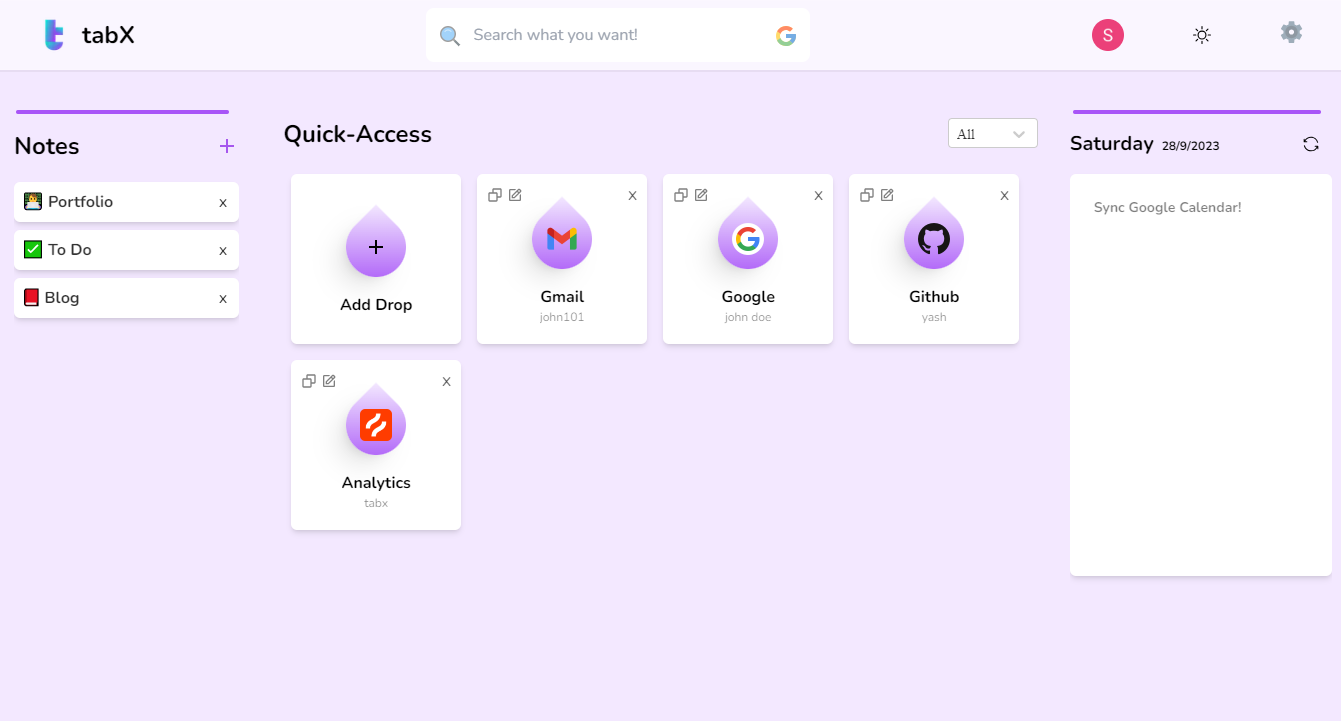 tabX
Search what you want!
S
Notes
Portfolio x
To Do x
Blog x
Quick-Access
All
Add Drop
X
Gmail
john101
X
Google
john doe
X
Github
yash
X
Analytics
tabx
Saturday 28/9/2023
Sync Google Calendar!